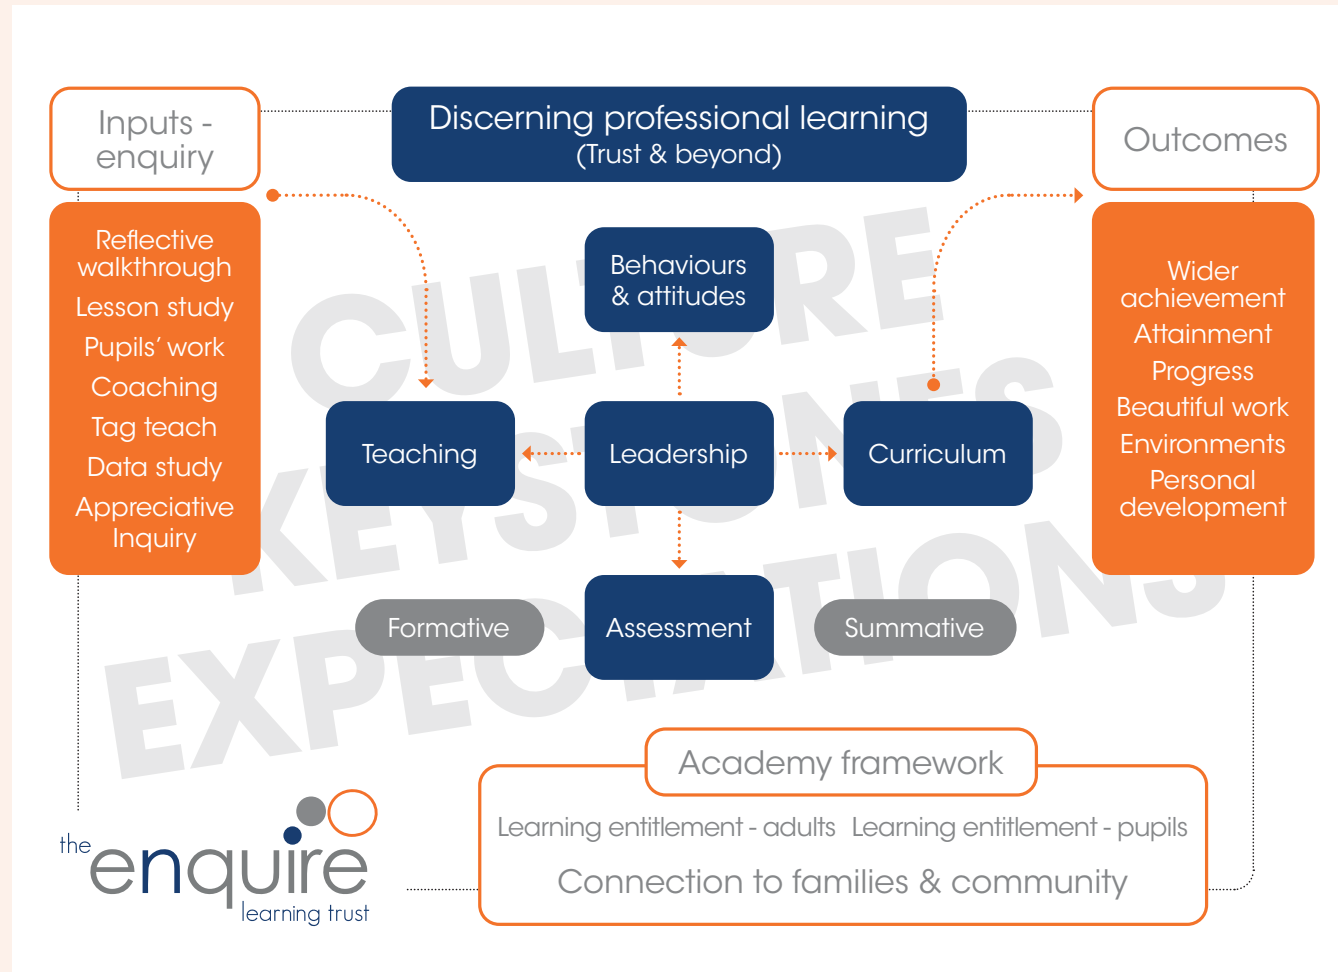 Inputs -
enquiry
Discerning professional learning
(Trust & beyond)
Outcomes
Reflective
walkthrough
Lesson study
Pupils’ work
Coaching
Tag teach
Data study
Appreciative
Inquiry
CULTURE
KEYSTONES
EXPECTATIONS
Behaviours
& attitudes
Teaching
Leadership
Curriculum
Formative
Assessment
Summative
Wider
achievement
Attainment
Progress
Beautiful work
Environments
Personal
development
Academy framework
Learning entitlement - adults Learning entitlement - pupils
Connection to families & community
the
enquire
learning trust